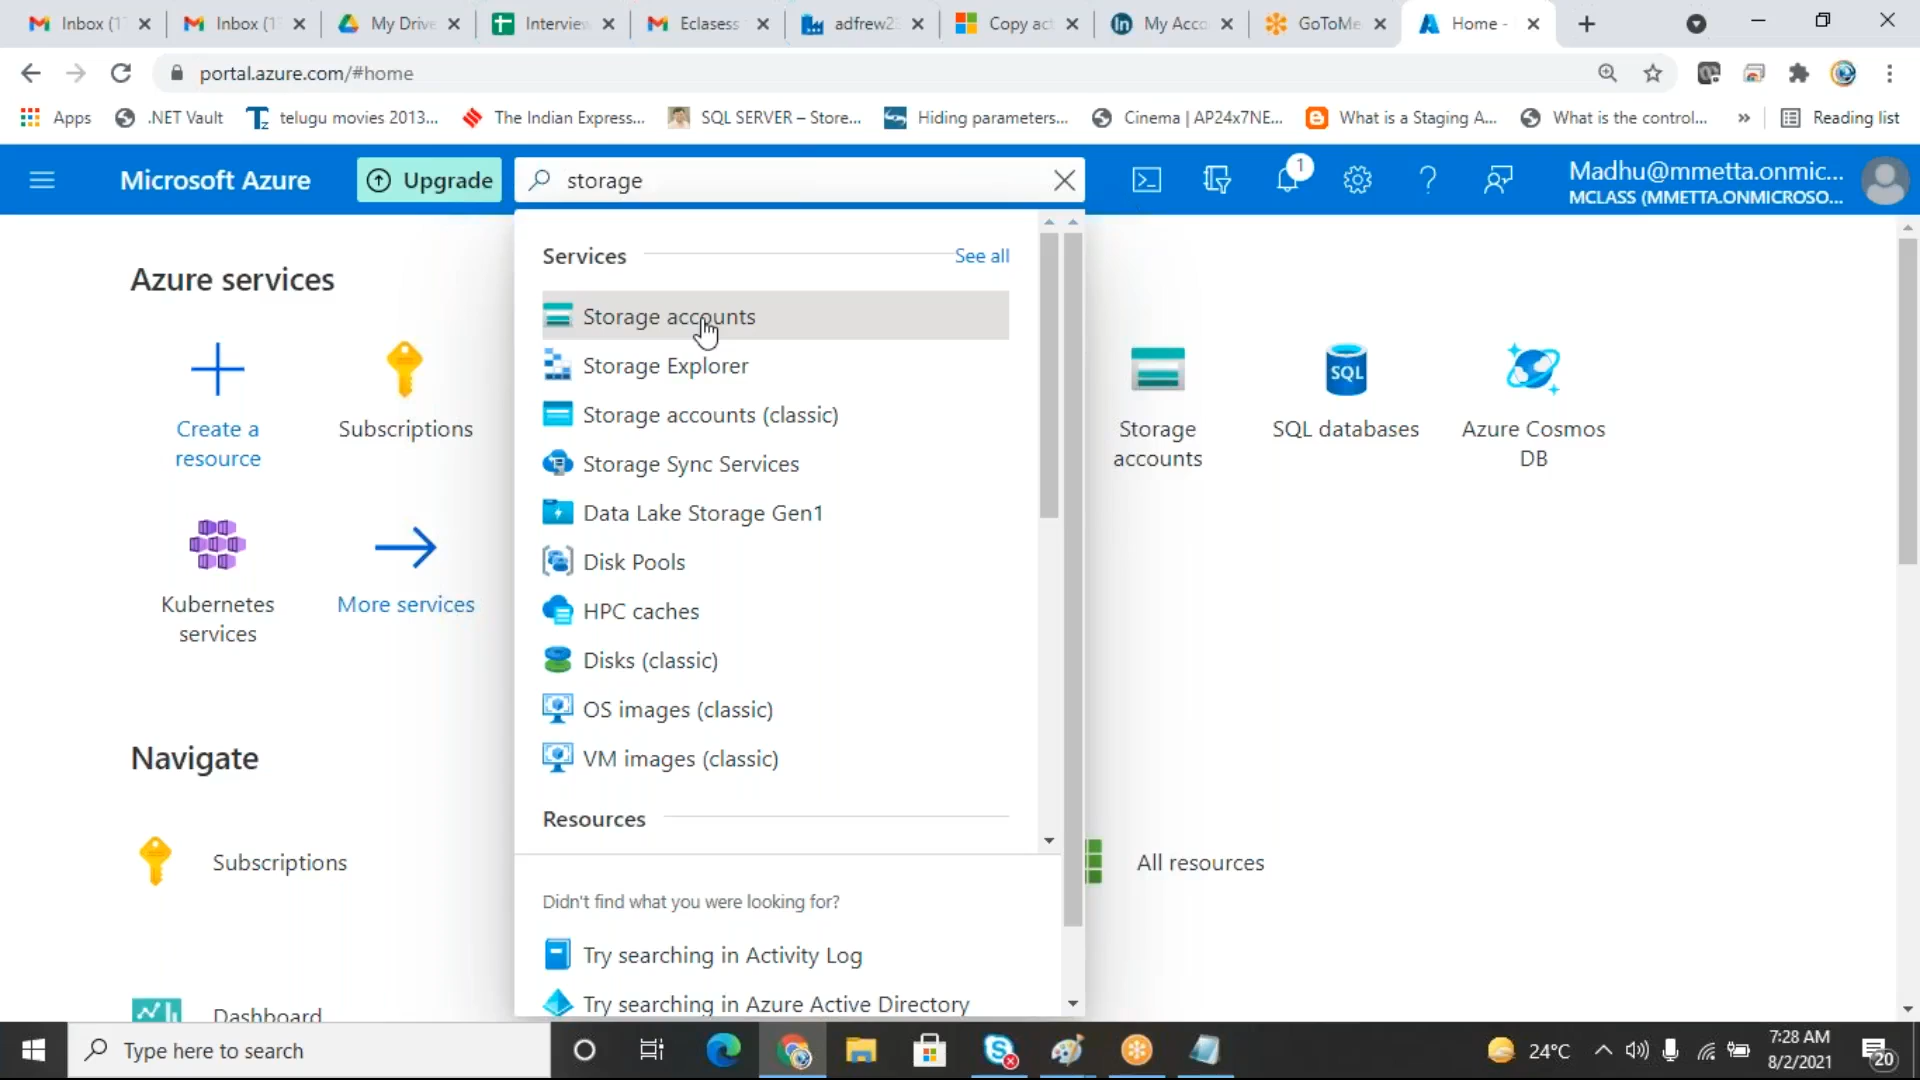 Inbox (1
Inbox (1
My Drive
Interview
Eclasess
adfrew2
Copy act
My Acco
GoToMe
Home -
portal.azure.com/#home
Apps
.NET Vault
telugu movies 2013...
The Indian Express...
SQL SERVER – Store...
Hiding parameters...
Cinema | AP24x7NE...
What is a Staging A...
What is the control...
»
Reading list
Microsoft Azure
Upgrade
storage
1
Madhu@mmetta.onmic...
MCLASS (MMETTA.ONMICROSO...
Azure services
Create a
resource
Subscriptions
Kubernetes
services
More services
Services
See all
Storage accounts
Storage Explorer
Storage accounts (classic)
Storage Sync Services
Data Lake Storage Gen1
Disk Pools
HPC caches
Disks (classic)
OS images (classic)
VM images (classic)
Resources
Didn't find what you were looking for?
Try searching in Activity Log
Try searching in Azure Active Directory
Storage
accounts
SQL
SQL databases
Azure Cosmos
DB
Navigate
Subscriptions
All resources
Dashboard
Type here to search
24°C
7:28 AM
8/2/2021
20